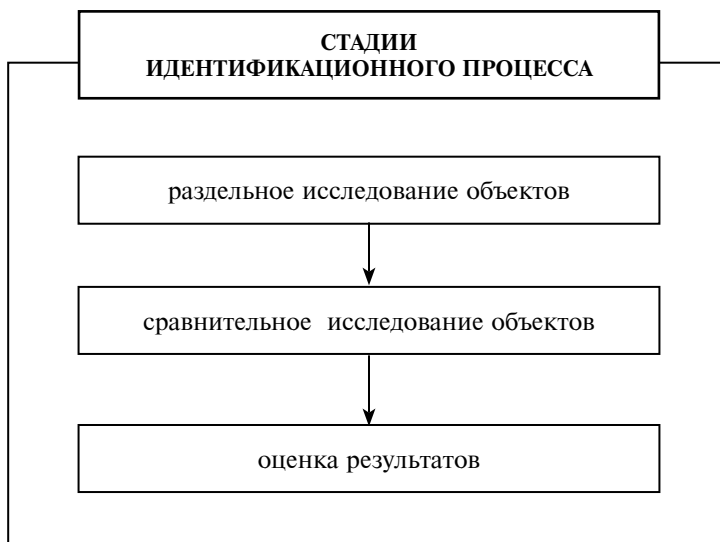 СТАДИИ
ИДЕНТИФИКАЦИОННОГО ПРОЦЕССА
раздельное исследование объектов
сравнительное исследование объектов
оценка результатов